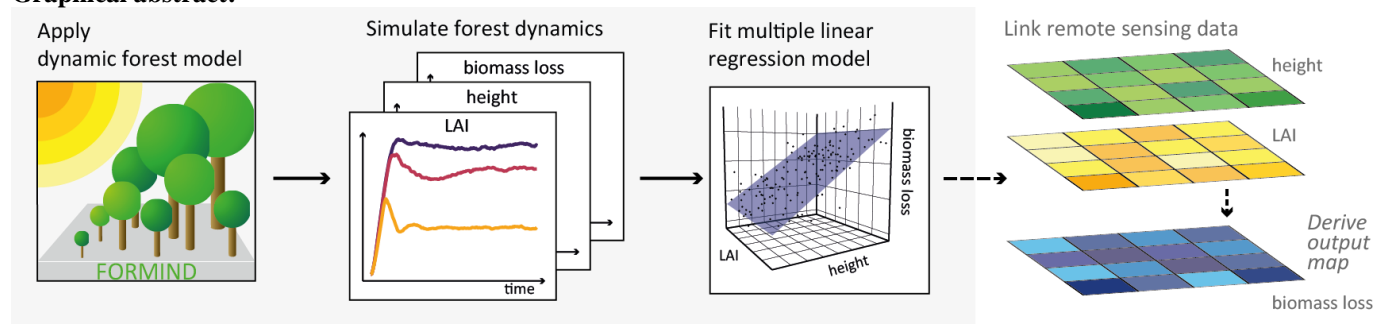 Graphical abstract:
Apply
dynamic forest model
FORMIND
Simulate forest dynamics
biomass loss
height
LAI
time
Fit multiple linear
regression model
biomass loss
LAI
height
Link remote sensing data
height
LAI
Derive
output
map
biomass loss